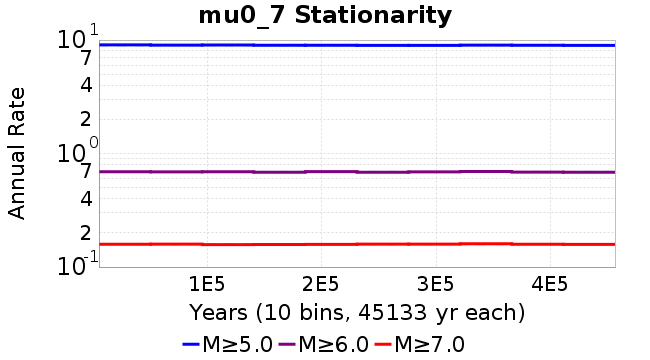 mu0_7 Stationarity
10^1
7
4
2
10^0
7
4
2
10^-1
Annual Rate
1E5 2E5 3E5 4E5
Years (10 bins, 45133 yr each)
M≥5.0 M≥6.0 M≥7.0